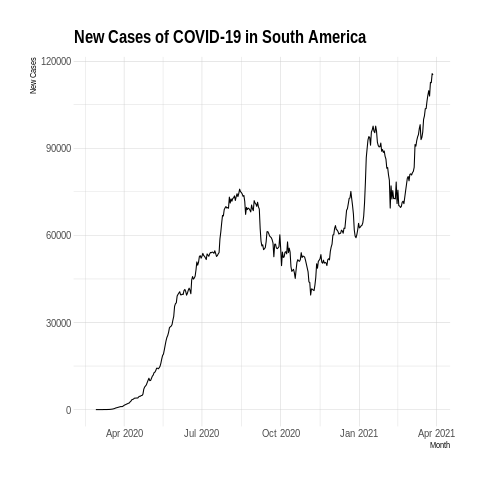 New Cases of COVID-19 in South America
New Cases
120000
90000
60000
30000
0
Apr 2020 Jul 2020 Oct 2020 Jan 2021 Apr 2021
Month